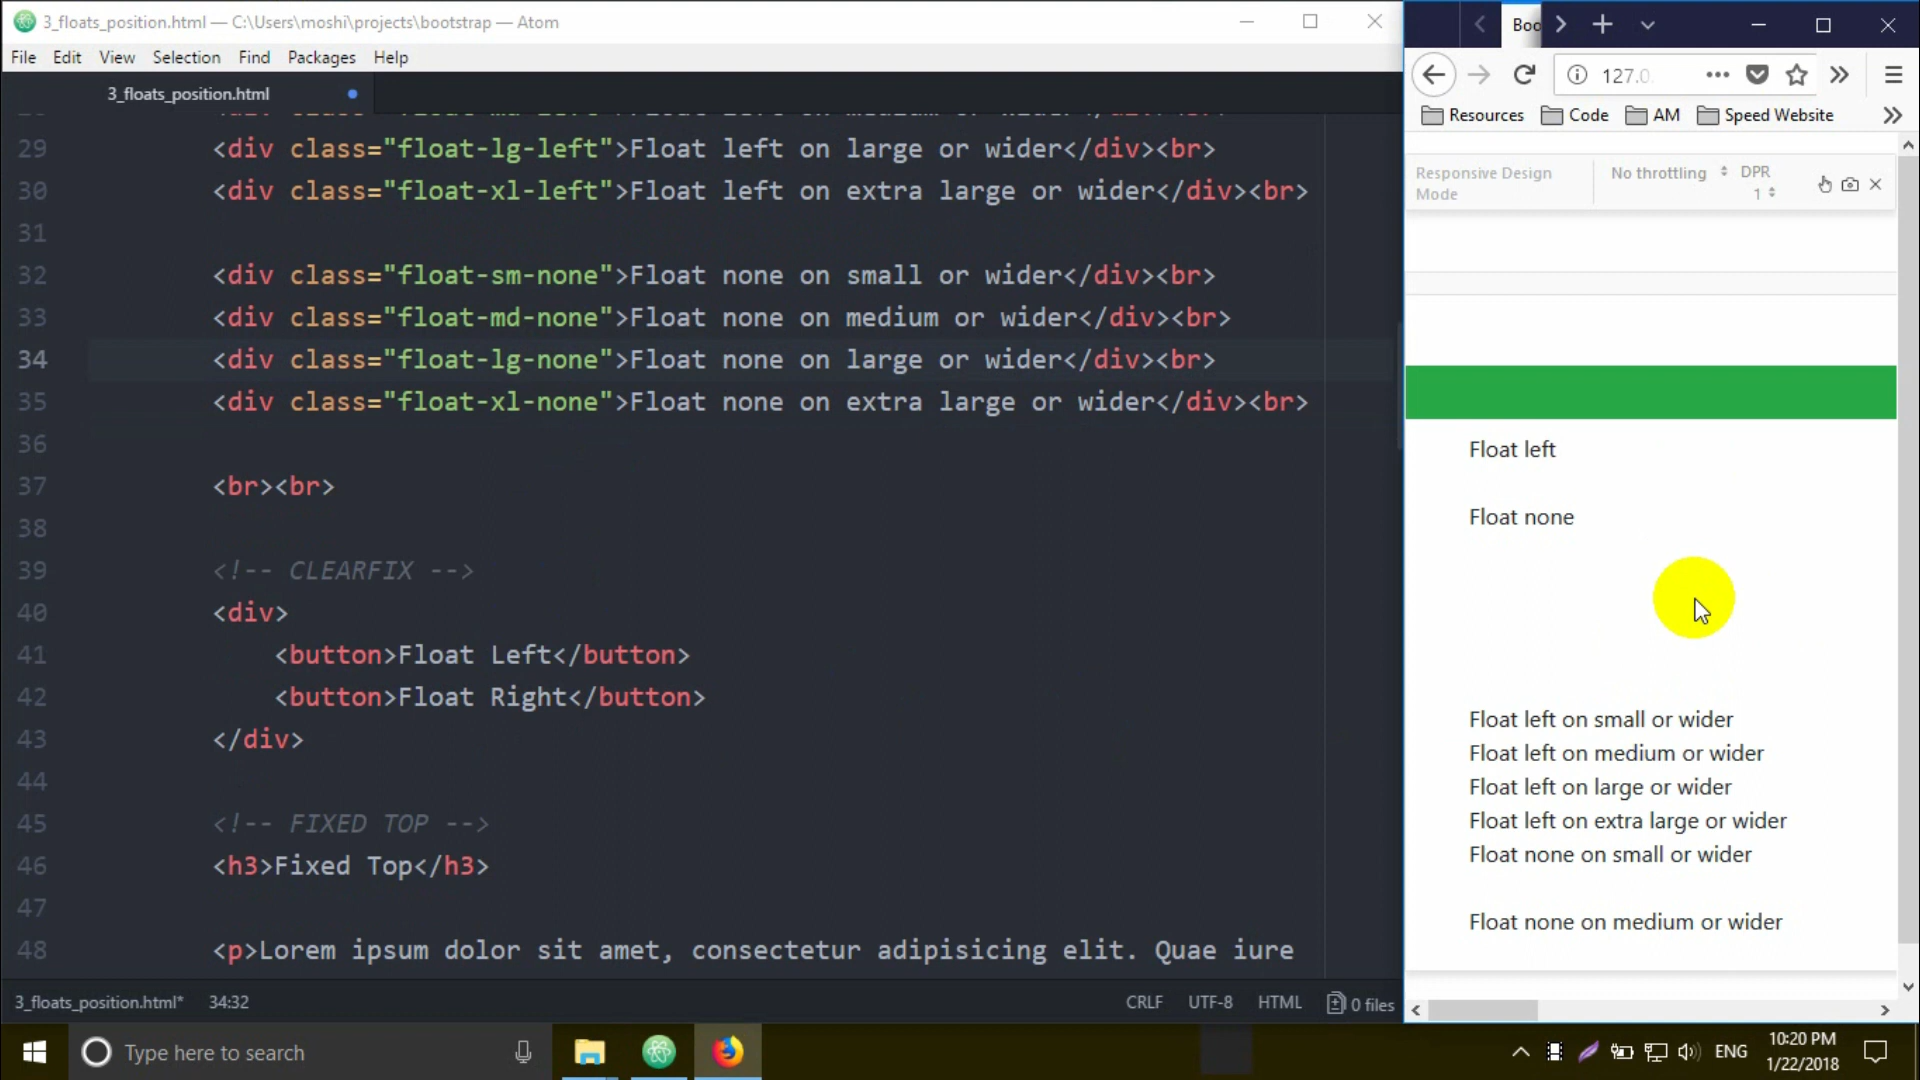 3_floats_position.html — C:\Users\moshi\projects\bootstrap — Atom
File Edit View Selection Find Packages Help
3_floats_position.html
29 <div class="float-lg-left">Float left on large or wider</div><br>
30 <div class="float-xl-left">Float left on extra large or wider</div><br>
31
32 <div class="float-sm-none">Float none on small or wider</div><br>
33 <div class="float-md-none">Float none on medium or wider</div><br>
34 <div class="float-lg-none">Float none on large or wider</div><br>
35 <div class="float-xl-none">Float none on extra large or wider</div><br>
36
37 <br><br>
38
39 <!-- CLEARFIX -->
40 <div>
41 <button>Float Left</button>
42 <button>Float Right</button>
43 </div>
44
45 <!-- FIXED TOP -->
46 <h3>Fixed Top</h3>
47
48 <p>Lorem ipsum dolor sit amet, consectetur adipisicing elit. Quae iure
3_floats_position.html* 34:32 CRLF UTF-8 HTML 0 files
Boo
127.0.
Resources Code AM Speed Website
Responsive Design Mode
No throttling
DPR
1
Float left
Float none
Float left on small or wider
Float left on medium or wider
Float left on large or wider
Float left on extra large or wider
Float none on small or wider
Float none on medium or wider
Type here to search
ENG
10:20 PM
1/22/2018